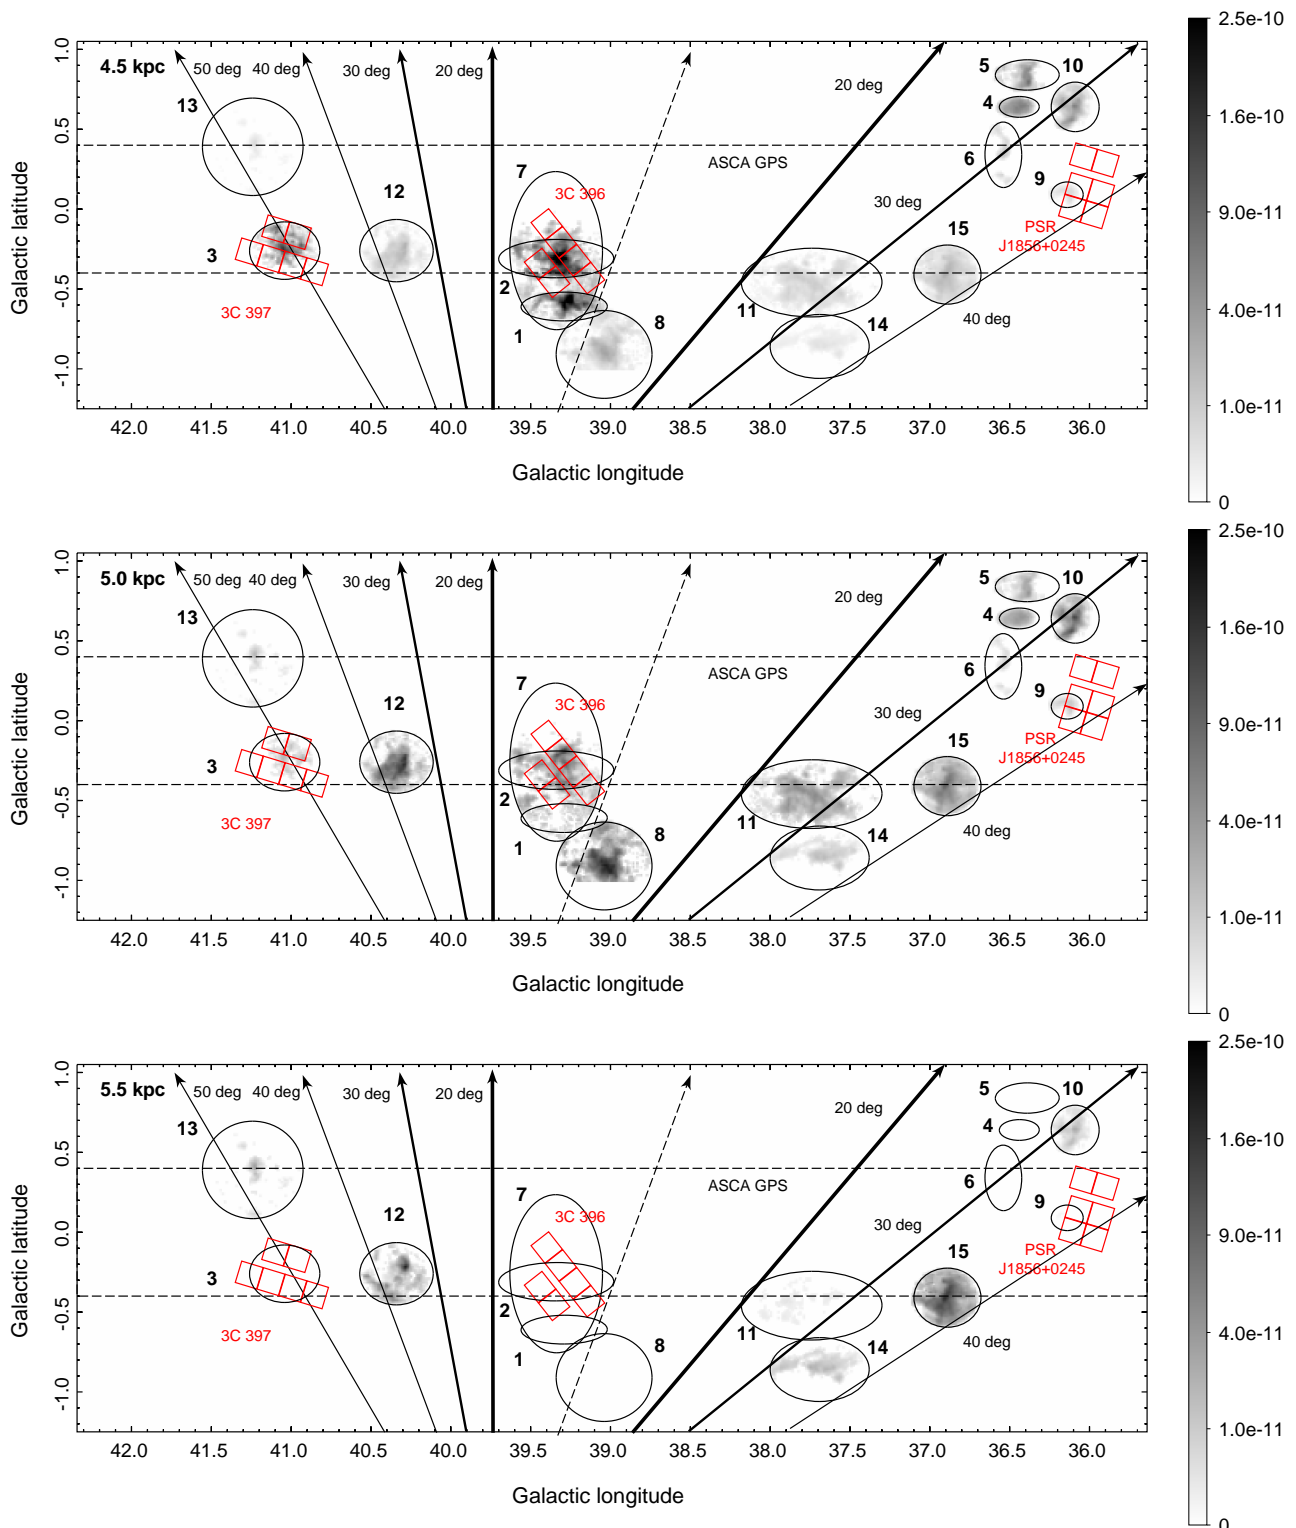 4.5 kpc
50 deg 40 deg 30 deg 20 deg
20 deg
5 10
13
4
ASCA GPS
6
7
9
3C 396
12
30 deg
PSR
J1856+0245
15
3
2
11
40 deg
3C 397
1
8
14
1.0
0.5
0.0
-0.5
-1.0
Galactic latitude
42.0 41.5 41.0 40.5 40.0 39.5 39.0 38.5 38.0 37.5 37.0 36.5 36.0
Galactic longitude
2.5e-10
1.6e-10
9.0e-11
4.0e-11
1.0e-11
0
5.0 kpc
50 deg 40 deg 30 deg 20 deg
20 deg
5 10
13
4
ASCA GPS
6
7
9
3C 396
12
30 deg
PSR
J1856+0245
15
3
2
11
40 deg
3C 397
1
8
14
1.0
0.5
0.0
-0.5
-1.0
Galactic latitude
42.0 41.5 41.0 40.5 40.0 39.5 39.0 38.5 38.0 37.5 37.0 36.5 36.0
Galactic longitude
2.5e-10
1.6e-10
9.0e-11
4.0e-11
1.0e-11
0
5.5 kpc
50 deg 40 deg 30 deg 20 deg
20 deg
5 10
13
4
ASCA GPS
6
7
9
3C 396
12
30 deg
PSR
J1856+0245
15
3
2
11
40 deg
3C 397
1
8
14
1.0
0.5
0.0
-0.5
-1.0
Galactic latitude
42.0 41.5 41.0 40.5 40.0 39.5 39.0 38.5 38.0 37.5 37.0 36.5 36.0
Galactic longitude
2.5e-10
1.6e-10
9.0e-11
4.0e-11
1.0e-11
0